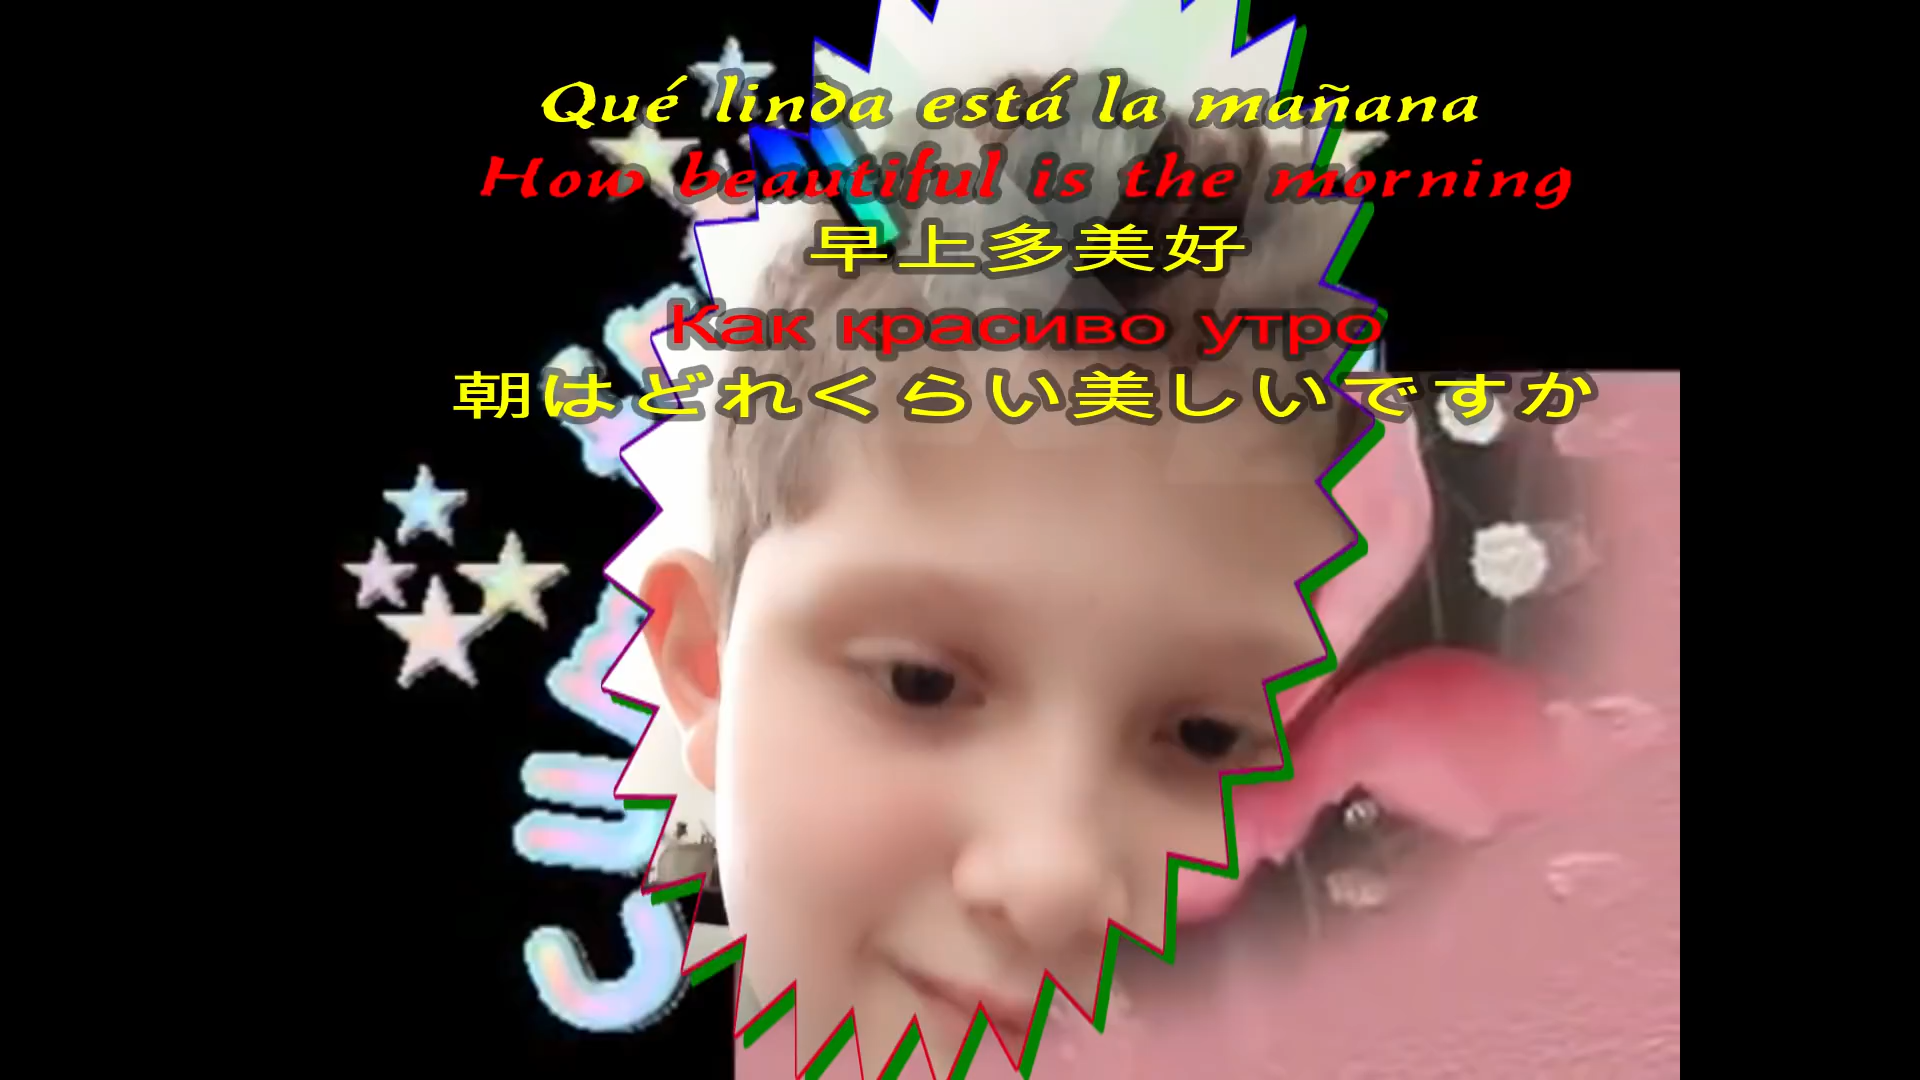 Qué linda está la mañana
How beautiful is the morning
早上多美好
Как красиво утро
朝はどれくらい美しいですか